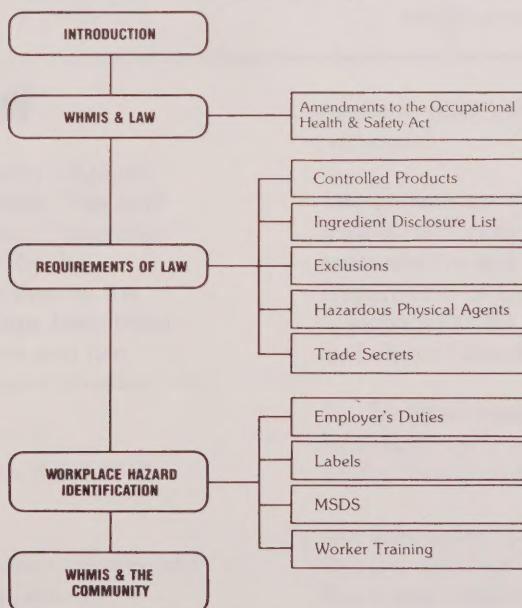 INTRODUCTION
WHMIS & LAW
Amendments to the Occupational
Health & Safety Act
REQUIREMENTS OF LAW
Controlled Products
Ingredient Disclosure List
Exclusions
Hazardous Physical Agents
Trade Secrets
WORKPLACE HAZARD
IDENTIFICATION
Employer's Duties
Labels
MSDS
Worker Training
WHMIS & THE
COMMUNITY